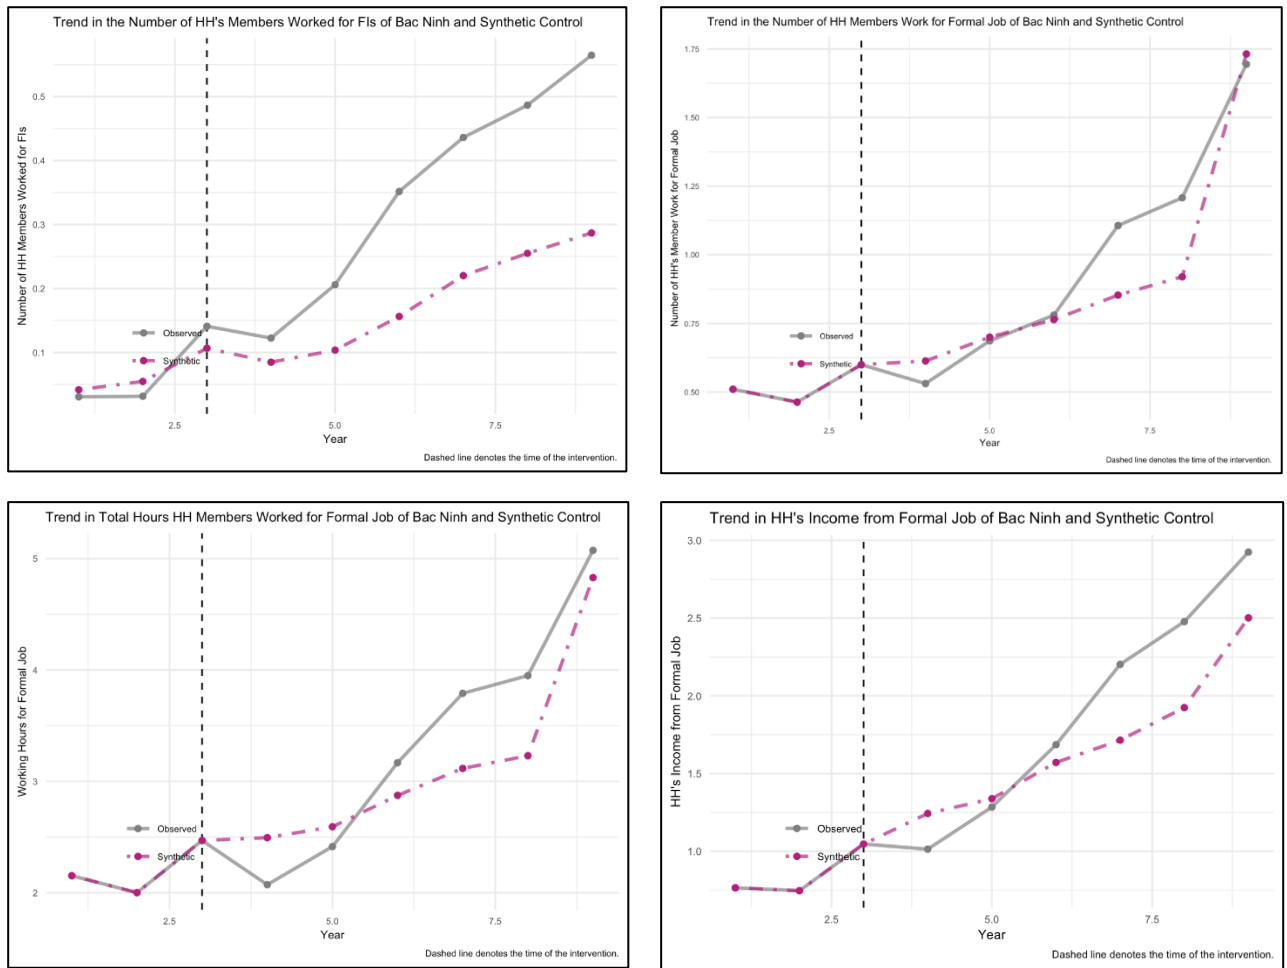 Trend in the Number of HH's Members Worked for FIs of Bac Ninh and Synthetic Control
Number of HH Members Worked for FIs
0.5
0.4
0.3
0.2
0.1
Observed
Synthetic
2.5
5.0
7.5
Year
Dashed line denotes the time of the intervention.
Trend in the Number of HH Members Work for Formal Job of Bac Ninh and Synthetic Control
Number of HH's Member Work for Formal Job
1.75
1.50
1.25
1.00
0.75
0.50
Observed
Synthetic
2.5
5.0
7.5
Year
Dashed line denotes the time of the intervention.
Trend in Total Hours HH Members Worked for Formal Job of Bac Ninh and Synthetic Control
Working Hours for Formal Job
5
4
3
2
Observed
Synthetic
2.5
5.0
7.5
Year
Dashed line denotes the time of the intervention.
Trend in HH's Income from Formal Job of Bac Ninh and Synthetic Control
HH's Income from Formal Job
3.0
2.5
2.0
1.5
1.0
Observed
Synthetic
2.5
5.0
7.5
Year
Dashed line denotes the time of the intervention.